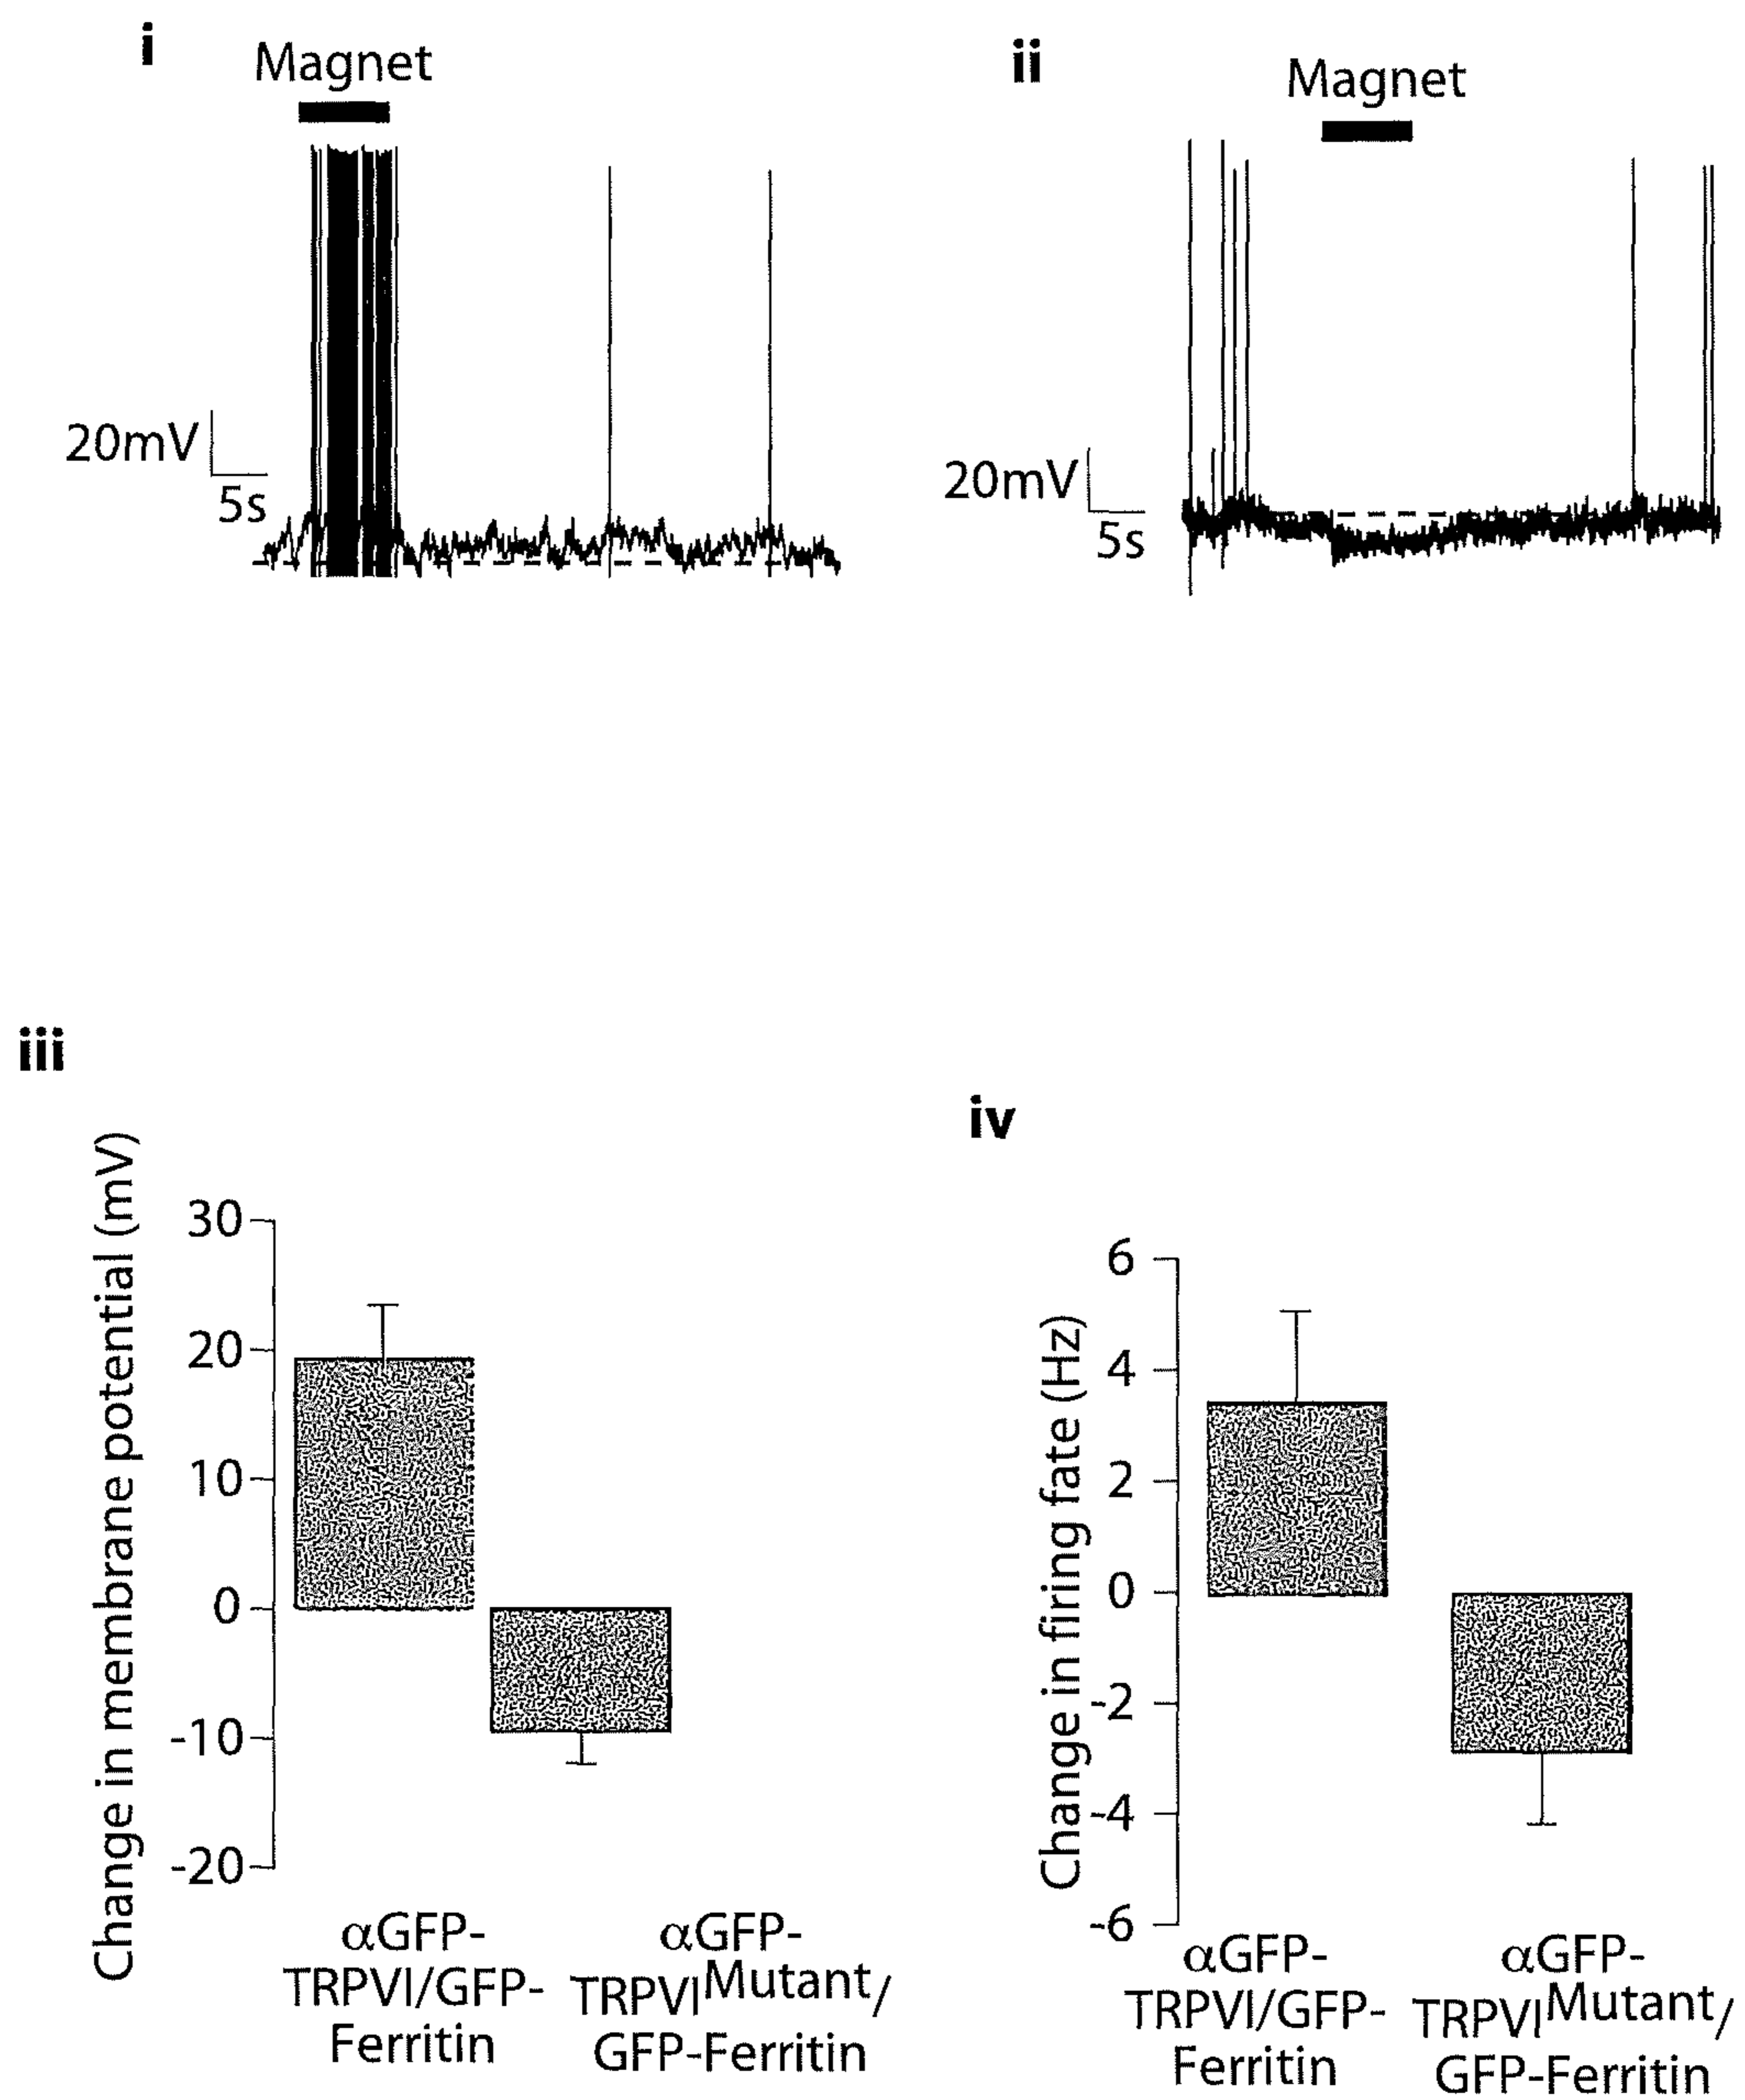 i
Magnet
20mV
5s
ii
Magnet
20mV
5s
iii
Change in membrane potential (mV)
30
20
10
0
-10
-20
αGFP-
TRPVI/GFP-
Ferritin
αGFP-
TRPVIMutant/
GFP-Ferritin
iv
Change in firing fate (Hz)
6
4
2
0
-2
-4
-6
αGFP-
TRPVI/GFP-
Ferritin
αGFP-
TRPVIMutant/
GFP-Ferritin